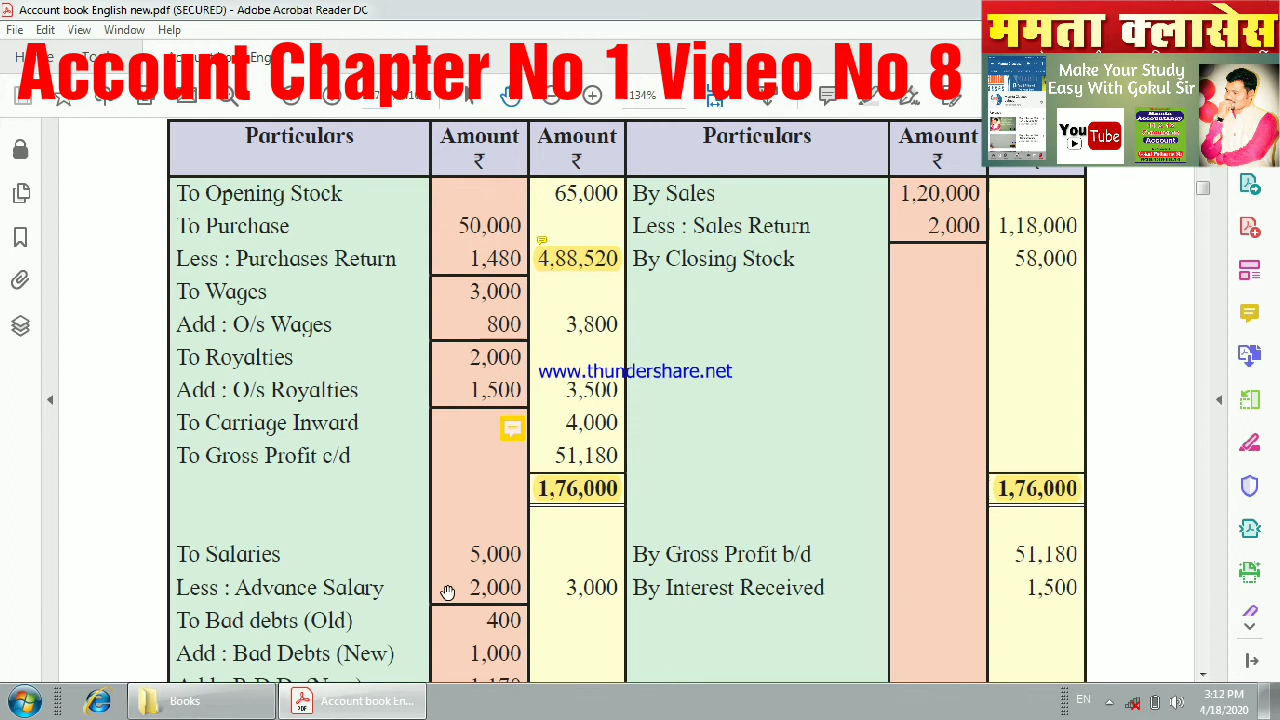 Account book English new.pdf (SECURED) - Adobe Acrobat Reader DC
File Edit View Window Help
Account Chapter No 1 Video No 8
134%
ममता क्लासेस
Make Your Study
Easy With Gokul Sir
You Tube
Particulars Amount Amount Particulars Amount
₹ ₹ ₹
To Opening Stock 65,000 By Sales 1,20,000
To Purchase 50,000 Less : Sales Return 2,000 1,18,000
Less : Purchases Return 1,480 4,88,520 By Closing Stock 58,000
To Wages 3,000
Add : O/s Wages 800 3,800
To Royalties 2,000
www.thundershare.net
Add : O/s Royalties 1,500 3,500
To Carriage Inward 4,000
To Gross Profit c/d 51,180
1,76,000 1,76,000
To Salaries 5,000 By Gross Profit b/d 51,180
Less : Advance Salary 2,000 3,000 By Interest Received 1,500
To Bad debts (Old) 400
Add : Bad Debts (New) 1,000
Books
Account book En...
EN
3:12 PM
4/18/2020